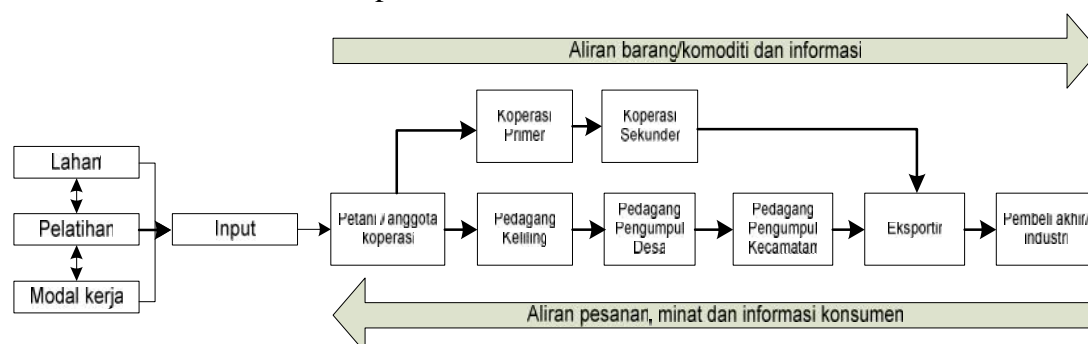 Aliran barang/komoditi dan informasi
Koperasi
Primer
Koperasi
Sekunder
Lahan
Pelatihan
Modal kerja
Input
Petani / anggota
koperasi
Pedagang
Keliling
Pedagang
Pengumpul
Desa
Pedagang
Pengumpul
Kecamatan
Eksportir
Pembeli akhir/
industri
Aliran pesanan, minat dan informasi konsumen